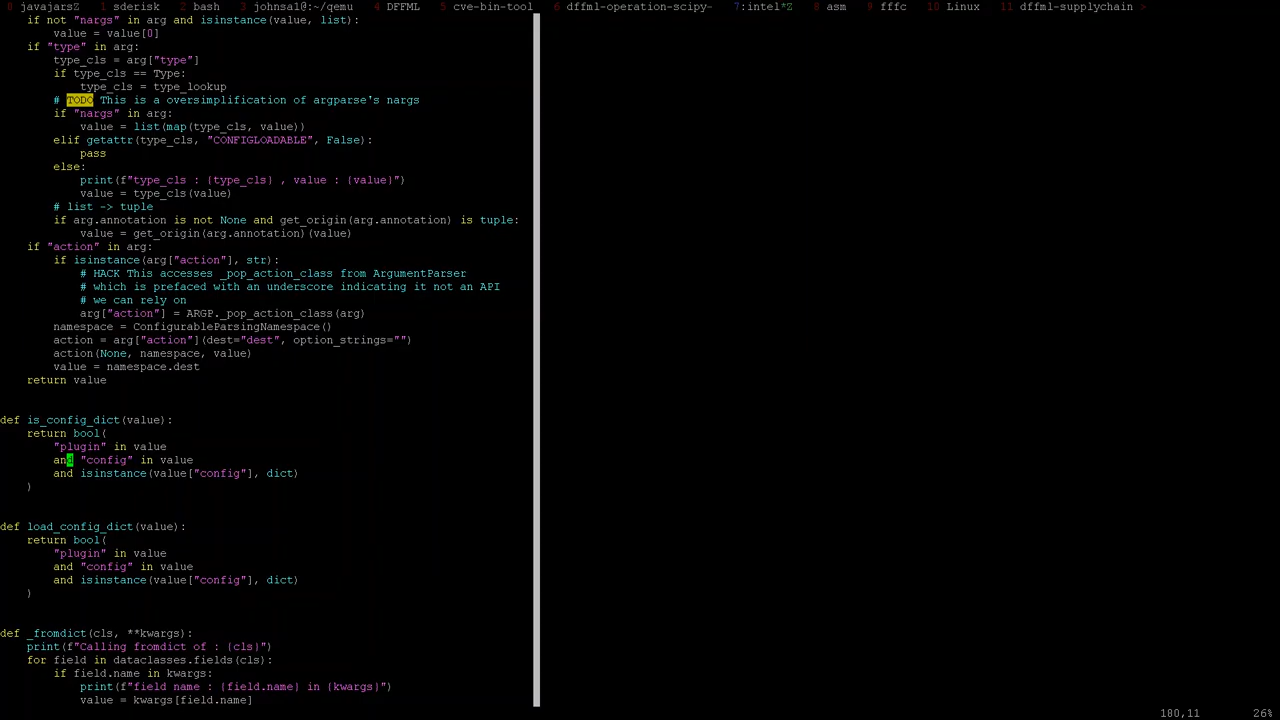 0 javajarsZ 1 sderisk 2 bash 3 johnsa1@:~/qemu 4 DFFML 5 cve-bin-tool 6 dffml-operation-scipy- 7:intel*Z 8 asm 9 fffc 10 Linux 11 dffml-supplychain >
if not "nargs" in arg and isinstance(value, list):
value = value[0]
if "type" in arg:
type_cls = arg["type"]
if type_cls == Type:
type_cls = type_lookup
# TODO This is a oversimplification of argparse's nargs
if "nargs" in arg:
value = list(map(type_cls, value))
elif getattr(type_cls, "CONFIGLOADABLE", False):
pass
else:
print(f"type_cls : {type_cls} , value : {value}")
value = type_cls(value)
# list -> tuple
if arg.annotation is not None and get_origin(arg.annotation) is tuple:
value = get_origin(arg.annotation)(value)
if "action" in arg:
if isinstance(arg["action"], str):
# HACK This accesses _pop_action_class from ArgumentParser
# which is prefaced with an underscore indicating it not an API
# we can rely on
arg["action"] = ARGP._pop_action_class(arg)
namespace = ConfigurableParsingNamespace()
action = arg["action"](dest="dest", option_strings="")
action(None, namespace, value)
value = namespace.dest
return value
def is_config_dict(value):
return bool(
"plugin" in value
and "config" in value
and isinstance(value["config"], dict)
)
def load_config_dict(value):
return bool(
"plugin" in value
and "config" in value
and isinstance(value["config"], dict)
)
def _fromdict(cls, **kwargs):
print(f"Calling fromdict of : {cls}")
for field in dataclasses.fields(cls):
if field.name in kwargs:
print(f"field name : {field.name} in {kwargs}")
value = kwargs[field.name]
180,11 26%